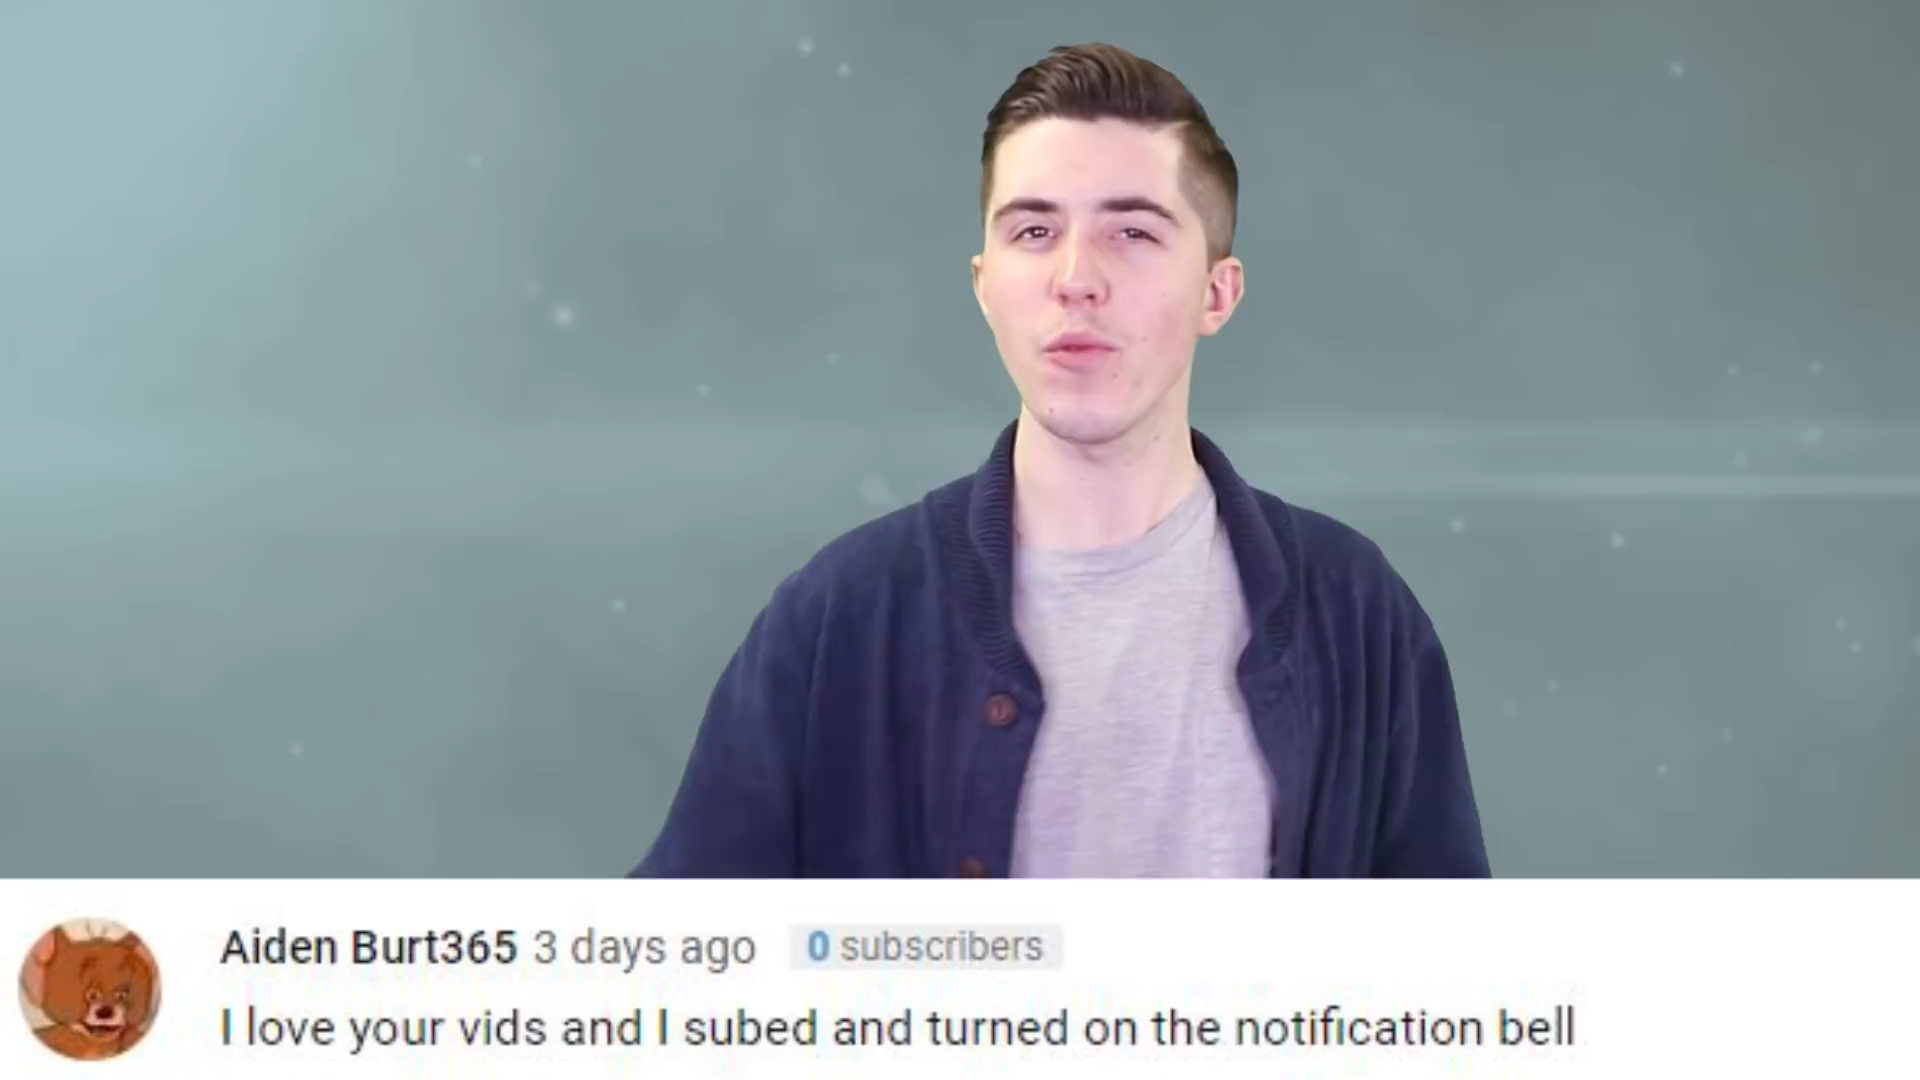 Aiden Burt365 3 days ago 0 subscribers
I love your vids and I subed and turned on the notification bell